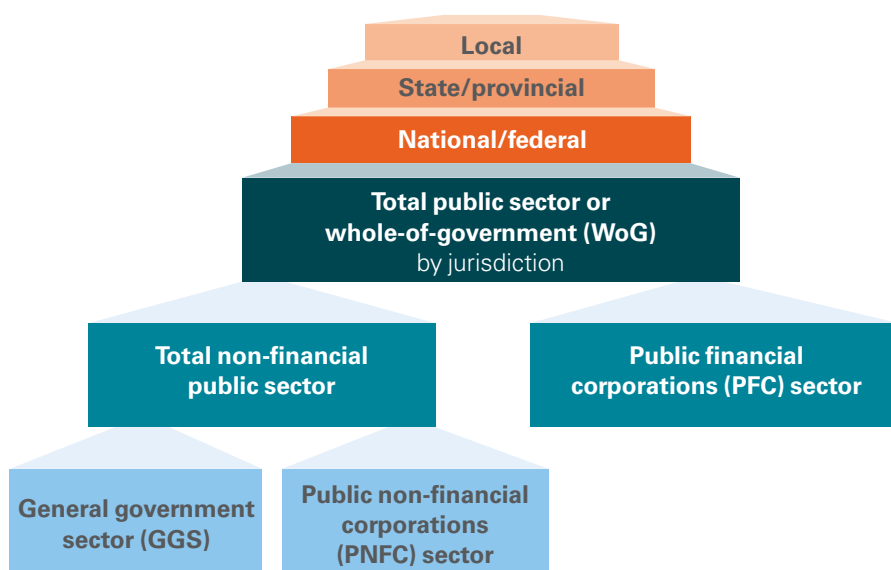 Local
State/provincial
National/federal
Total public sector or
whole-of-government (WoG)
by jurisdiction
Total non-financial
public sector
Public financial
corporations (PFC) sector
General government
sector (GGS)
Public non-financial
corporations
(PNFC) sector